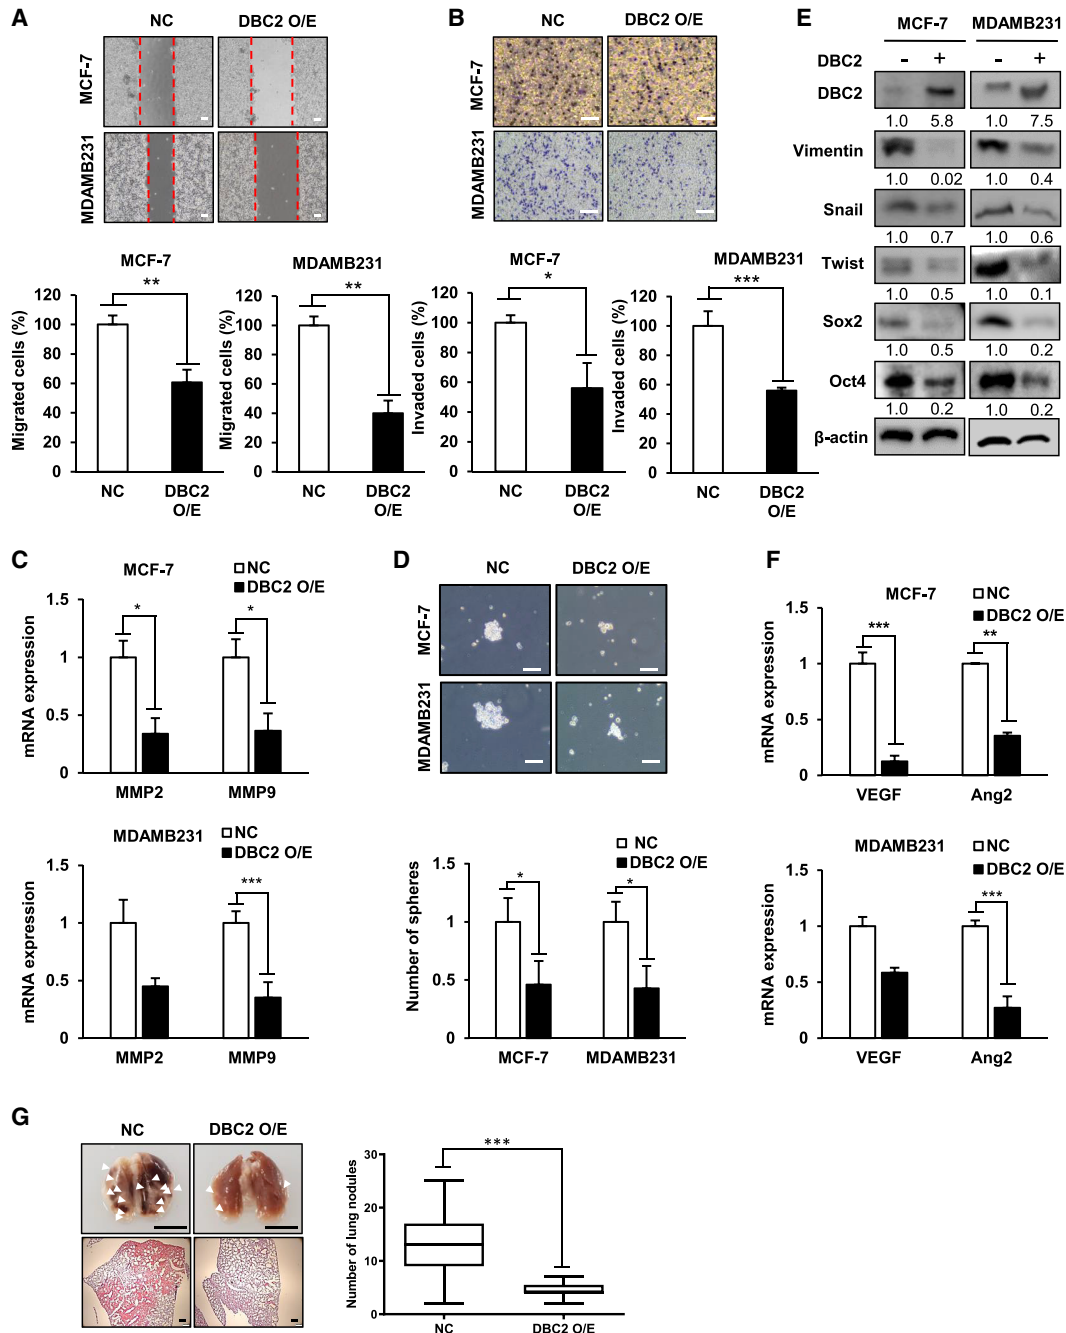 A
NC
DBC2 O/E
MCF-7
MDAMB231
MCF-7
**
Migrated cells (%)
120
100
80
60
40
20
0
NC
DBC2
O/E
MDAMB231
**
Migrated cells (%)
120
100
80
60
40
20
0
NC
DBC2
O/E
B
NC
DBC2 O/E
MCF-7
MDAMB231
MCF-7
*
Invaded cells (%)
120
100
80
60
40
20
0
NC
DBC2
O/E
MDAMB231
***
Invaded cells (%)
120
100
80
60
40
20
0
NC
DBC2
O/E
E
MCF-7 MDAMB231
DBC2 - + - +
DBC2
1.0 5.8 1.0 7.5
Vimentin
1.0 0.02 1.0 0.4
Snail
1.0 0.7 1.0 0.6
Twist
1.0 0.5 1.0 0.1
Sox2
1.0 0.5 1.0 0.2
Oct4
1.0 0.2 1.0 0.2
β-actin
C
MCF-7
NC
DBC2 O/E
mRNA expression
1.5
1
0.5
0
* *
MMP2 MMP9
MDAMB231
NC
DBC2 O/E
mRNA expression
1.5
1
0.5
0
***
MMP2 MMP9
D
NC
DBC2 O/E
MCF-7
MDAMB231
NC
DBC2 O/E
Number of spheres
1.5
1
0.5
0
* *
MCF-7 MDAMB231
F
MCF-7
NC
DBC2 O/E
mRNA expression
1.5
1
0.5
0
*** **
VEGF Ang2
MDAMB231
NC
DBC2 O/E
mRNA expression
1.5
1
0.5
0
***
VEGF Ang2
G
NC
DBC2 O/E
Number of lung nodules
30
20
10
0
***
NC DBC2 O/E